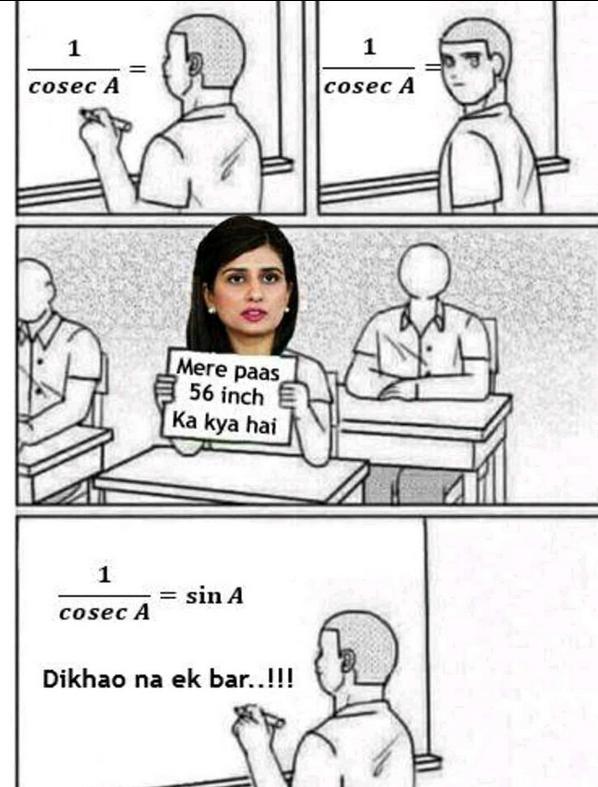 1
cosec A =
1
cosec A =
Mere paas
56 inch
Ka kya hai
1
cosec A = sin A
Dikhao na ek bar..!!!